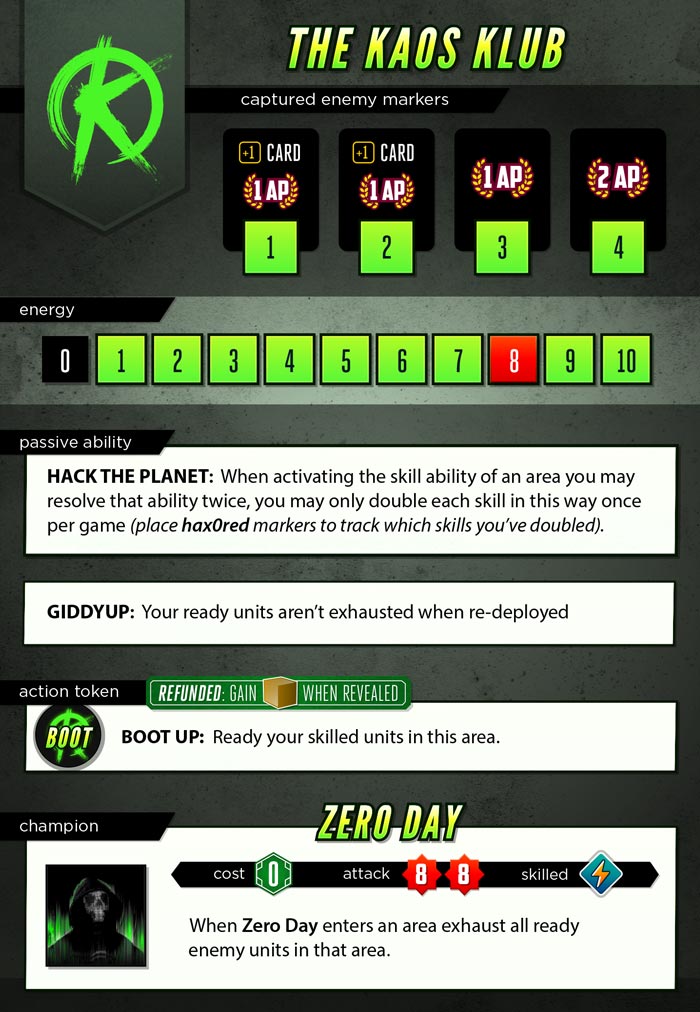 THE KAOS KLUB
captured enemy markers
+1 CARD
1 AP
1
+1 CARD
1 AP
2
1 AP
3
2 AP
4
energy
0 1 2 3 4 5 6 7 8 9 10
passive ability
HACK THE PLANET: When activating the skill ability of an area you may
resolve that ability twice, you may only double each skill in this way once
per game (place hax0red markers to track which skills you've doubled).
GIDDYUP: Your ready units aren't exhausted when re-deployed
action token
REFUNDED: GAIN WHEN REVEALED
BOOT
BOOT UP: Ready your skilled units in this area.
champion
ZERO DAY
cost 0 attack 8 8 skilled
When Zero Day enters an area exhaust all ready
enemy units in that area.